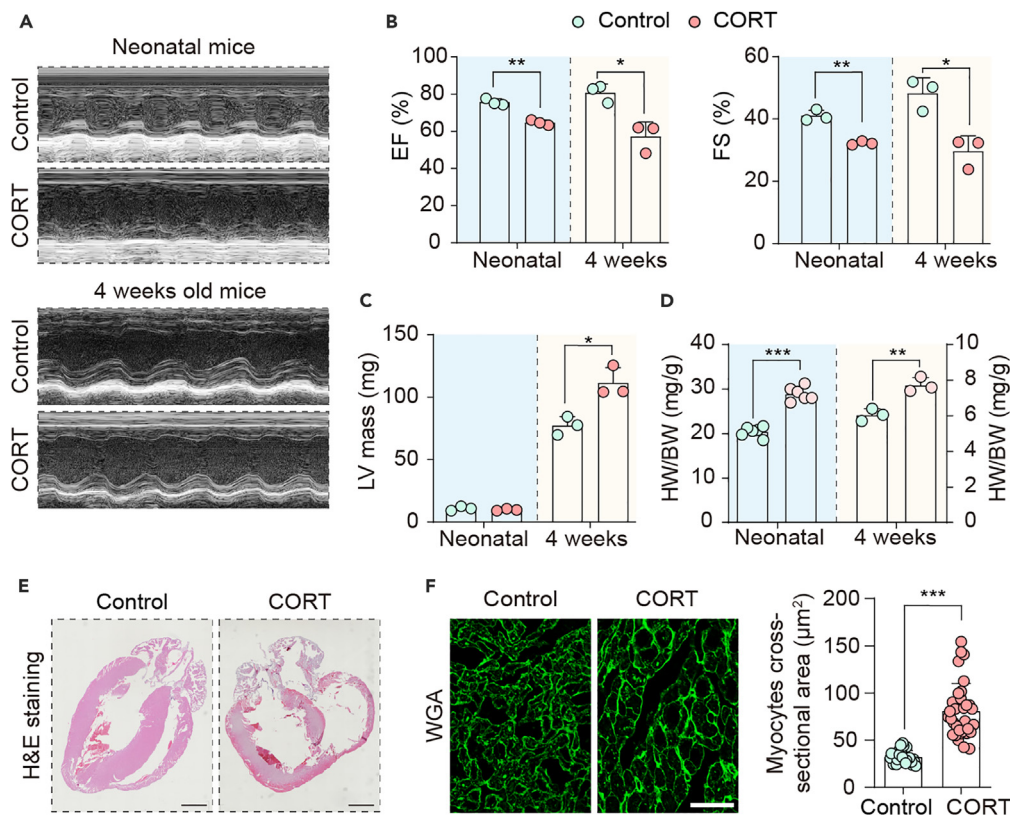 A
Neonatal mice
Control
CORT
4 weeks old mice
Control
CORT
B
Control
CORT
EF (%)
100
80
60
40
20
0
**
*
Neonatal
4 weeks
FS (%)
60
40
20
0
**
*
Neonatal
4 weeks
C
LV mass (mg)
150
100
50
0
*
Neonatal
4 weeks
D
HW/BW (mg/g)
40
30
20
10
0
***
**
10
8
6
4
2
0
HW/BW (mg/g)
Neonatal
4 weeks
E
Control
CORT
H&E staining
F
Control
CORT
WGA
Myocytes cross-
sectional area (µm²)
200
150
100
50
0
***
Control
CORT